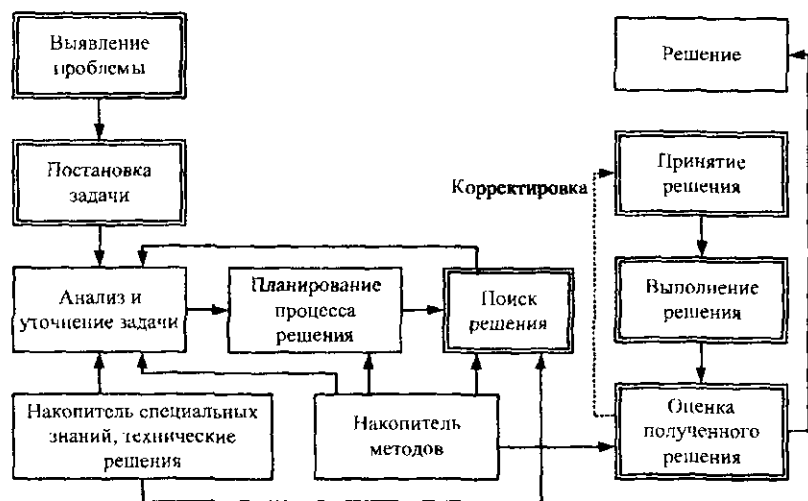 Выявление
проблемы
Решение
Постановка
задачи
Принятие
решения
Корректировка
Анализ и
уточнение задачи
Планирование
процесса
решения
Поиск
решения
Выполнение
решения
Накопитель специальных
знаний, технические
решения
Накопитель
методов
Оценка
полученного
решения